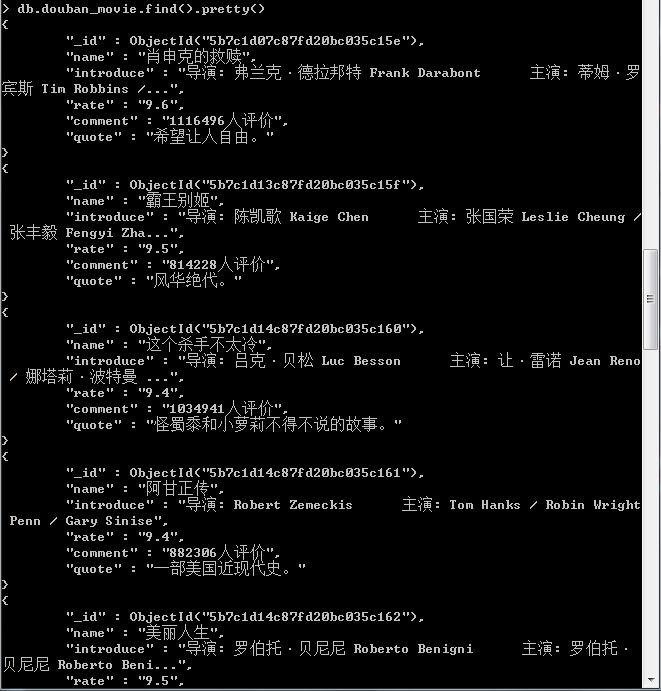 > db.douban_movie.find().pretty()
{
"_id" : ObjectId("5b7c1d07c87fd20bc035c15e"),
"name" : "肖申克的救赎",
"introduce" : "导演: 弗兰克·德拉邦特 Frank Darabont      主演: 蒂姆·罗
宾斯 Tim Robbins /...",
"rate" : "9.6",
"comment" : "1116496人评价",
"quote" : "希望让人自由。"
}
{
"_id" : ObjectId("5b7c1d13c87fd20bc035c15f"),
"name" : "霸王别姬",
"introduce" : "导演: 陈凯歌 Kaige Chen      主演: 张国荣 Leslie Cheung /
张丰毅 Fengyi Zha...",
"rate" : "9.5",
"comment" : "814228人评价",
"quote" : "风华绝代。"
}
{
"_id" : ObjectId("5b7c1d14c87fd20bc035c160"),
"name" : "这个杀手不太冷",
"introduce" : "导演: 吕克·贝松 Luc Besson      主演: 让·雷诺 Jean Reno
/ 娜塔莉·波特曼 ...",
"rate" : "9.4",
"comment" : "1034941人评价",
"quote" : "怪蜀黍和小萝莉不得不说的故事。"
}
{
"_id" : ObjectId("5b7c1d14c87fd20bc035c161"),
"name" : "阿甘正传",
"introduce" : "导演: Robert Zemeckis      主演: Tom Hanks / Robin Wright
Penn / Gary Sinise",
"rate" : "9.4",
"comment" : "882306人评价",
"quote" : "一部美国近现代史。"
}
{
"_id" : ObjectId("5b7c1d14c87fd20bc035c162"),
"name" : "美丽人生",
"introduce" : "导演: 罗伯托·贝尼尼 Roberto Benigni      主演: 罗伯托·
贝尼尼 Roberto Beni...",
"rate" : "9.5",